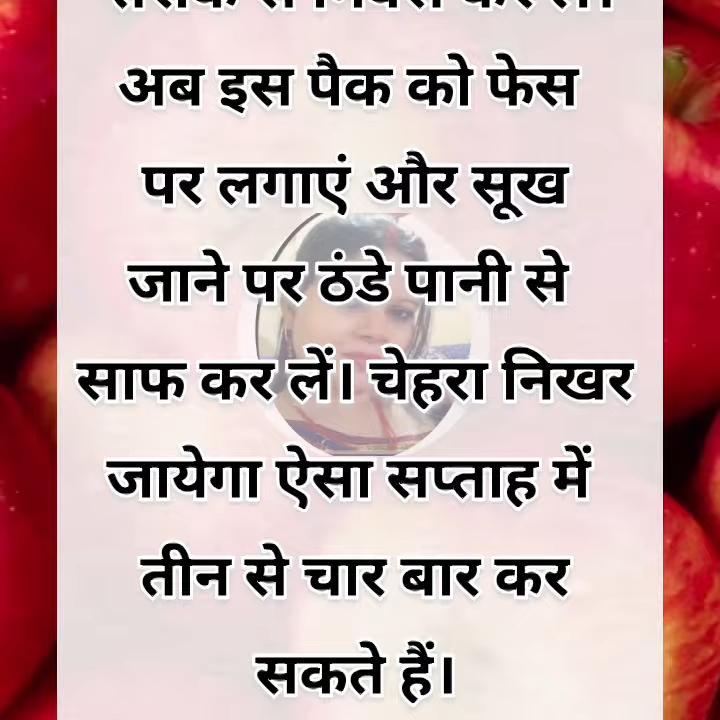 अब इस पैक को फेस
पर लगाएं और सूख
जाने पर ठंडे पानी से
साफ कर लें। चेहरा निखर
जायेगा ऐसा सप्ताह में
तीन से चार बार कर
सकते हैं।